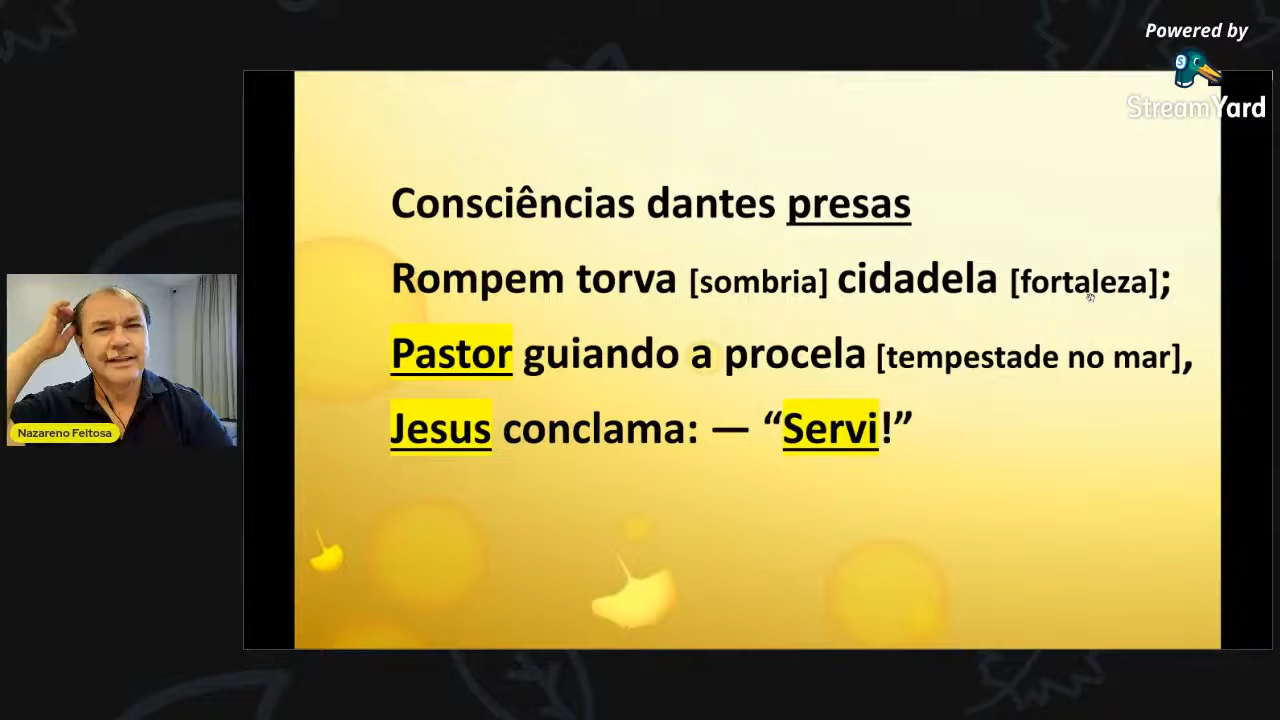 Powered by
StreamYard
Consciências dantes presas
Rompem torva [sombria] cidadela [fortaleza];
Pastor guiando a procela [tempestade no mar],
Jesus conclama: — “Servi!”
Nazareno Feitosa